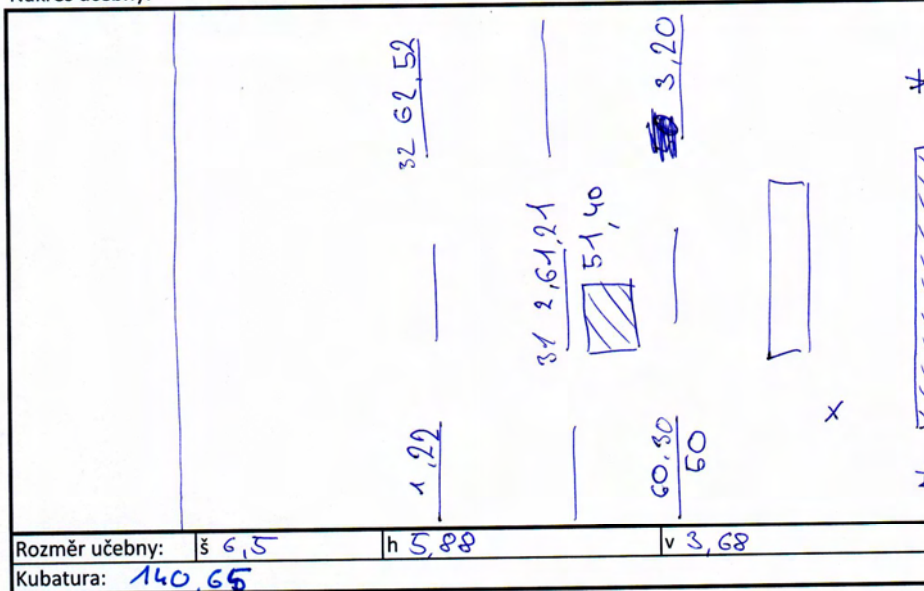 32 62,52
3,20
31 2,61,21
51,40
1,22
60,30
60
x
Rozměr učebny: š 6,5 h 5,88 v 3,68
Kubatura: 140,65